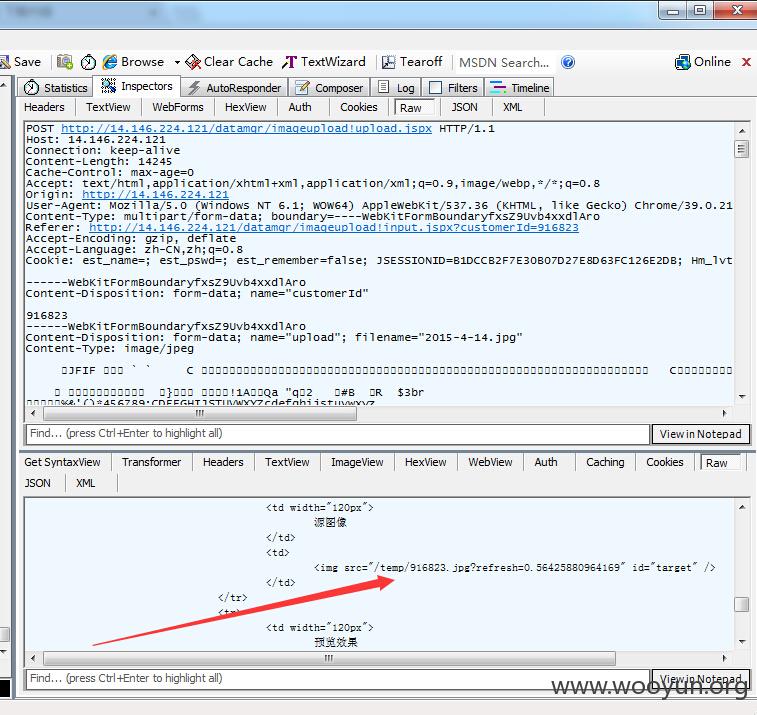 Save Browse Clear Cache TextWizard Tearoff MSDN Search... Online x
Statistics Inspectors AutoResponder Composer Log Filters Timeline
Headers TextView WebForms HexView Auth Cookies Raw JSON XML
POST http://14.146.224.121/datamgr/imageupload!upload.jspx HTTP/1.1
Host: 14.146.224.121
Connection: keep-alive
Content-Length: 14245
Cache-Control: max-age=0
Accept: text/html,application/xhtml+xml,application/xml;q=0.9,image/webp,*/*;q=0.8
Origin: http://14.146.224.121
User-Agent: Mozilla/5.0 (Windows NT 6.1; WOW64) AppleWebKit/537.36 (KHTML, like Gecko) Chrome/39.0.21
Content-Type: multipart/form-data; boundary=----WebKitFormBoundaryfxsZ9Uvb4xxdlAro
Referer: http://14.146.224.121/datamgr/imageupload!input.jspx?customerId=916823
Accept-Encoding: gzip, deflate
Accept-Language: zh-CN,zh;q=0.8
Cookie: est_name=; est_pswd=; est_remember=false; JSESSIONID=B1DCCB2F7E30B07D27E8D63FC126E2DB; Hm_lvt
------WebKitFormBoundaryfxsZ9Uvb4xxdlAro
Content-Disposition: form-data; name="customerId"
916823
------WebKitFormBoundaryfxsZ9Uvb4xxdlAro
Content-Disposition: form-data; name="upload"; filename="2015-4-14.jpg"
Content-Type: image/jpeg
JFIF ` ` C C
} !1A Qa "q 2 #B R $3br
Find... (press Ctrl+Enter to highlight all) View in Notepad
Get SyntaxView Transformer Headers TextView ImageView HexView WebView Auth Caching Cookies Raw
JSON XML
<td width="120px">
源图像
</td>
<td>
<img src="/temp/916823.jpg?refresh=0.56425880964169" id="target" />
</td>
</tr>
<tr>
<td width="120px">
预览效果
Find... (press Ctrl+Enter to highlight all) View in Notepad
www.wooyun.org